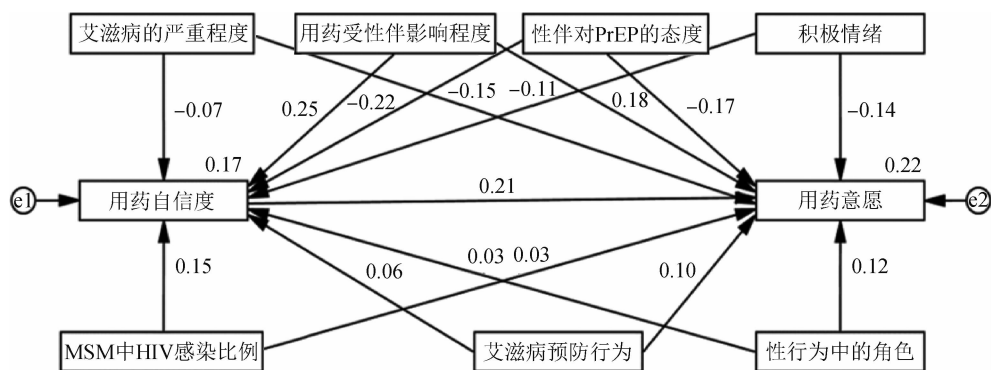 艾滋病的严重程度
用药受性伴影响程度
性伴对PrEP的态度
积极情绪
−0.07
0.25
−0.22
−0.15
−0.11
0.18
−0.17
−0.14
0.17
0.22
e1
用药自信度
0.21
用药意愿
e2
0.15
0.06
0.03
0.03
0.10
0.12
MSM中HIV感染比例
艾滋病预防行为
性行为中的角色